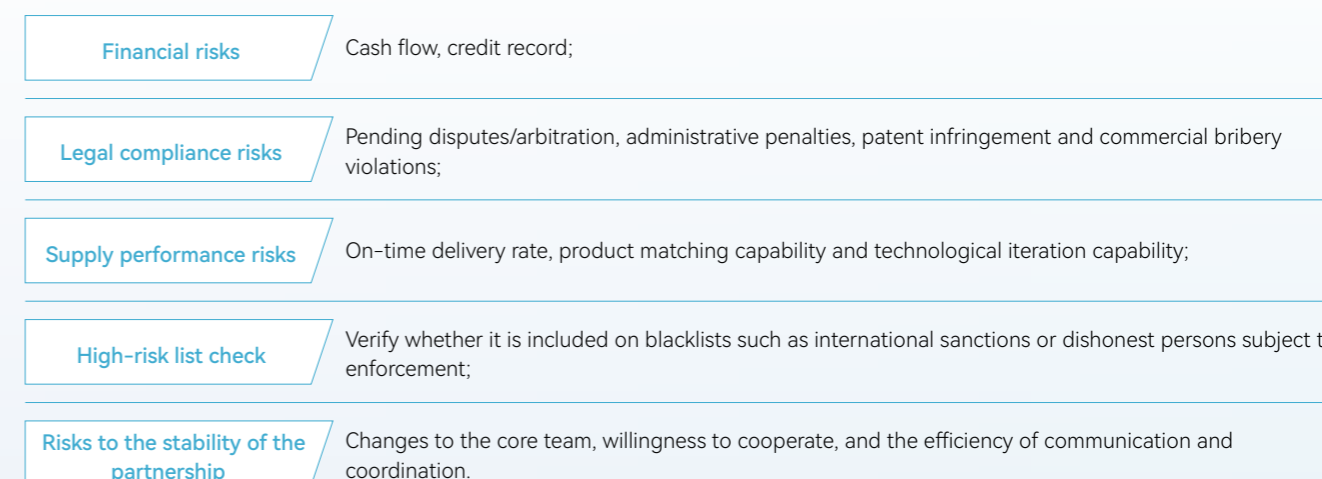 Financial risks
Cash flow, credit record;
Legal compliance risks
Pending disputes/arbitration, administrative penalties, patent infringement and commercial bribery
violations;
Supply performance risks
On-time delivery rate, product matching capability and technological iteration capability;
High-risk list check
Verify whether it is included on blacklists such as international sanctions or dishonest persons subject
enforcement;
Risks to the stability of the
partnership
Changes to the core team, willingness to cooperate, and the efficiency of communication and
coordination.